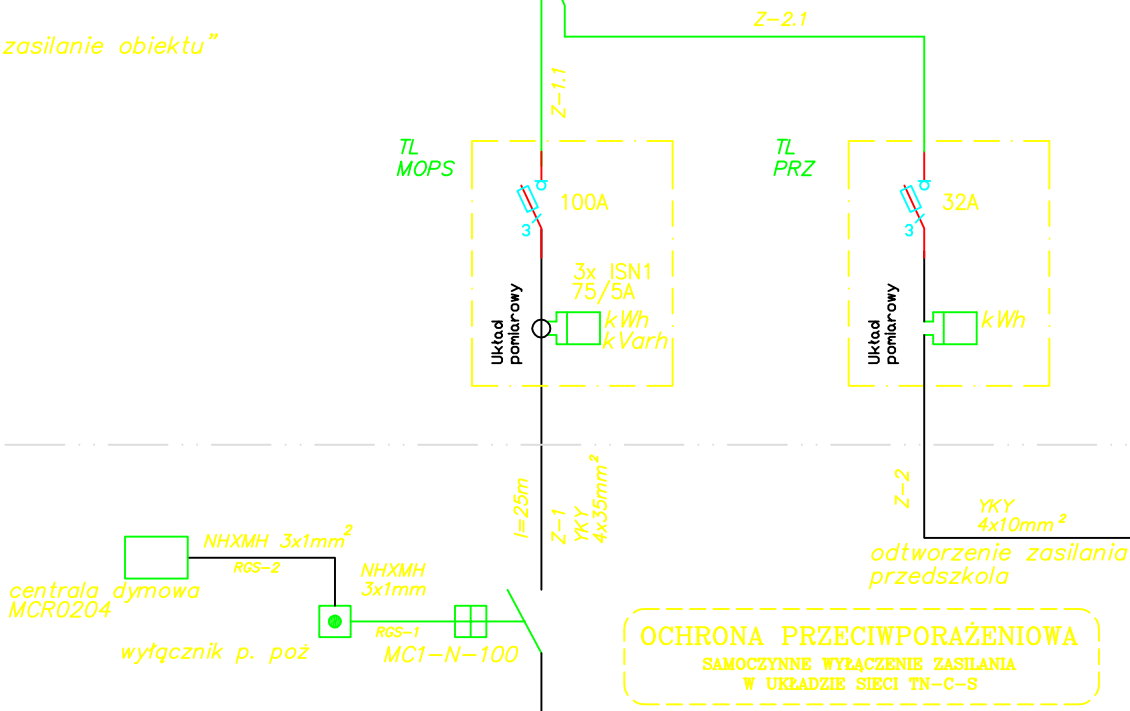 Z-2.1
zasilanie obiektu"
Z-1.1
TL
MOPS
TL
PRZ
100A
3
32A
3
3x ISN1
75/5A
Układ
pomiarowy
kWh
kVarh
Układ
pomiarowy
kWh
l=25m
Z-1
YKY
4x35mm²
Z-2
YKY
4x10mm²
odtworzenie zasilania
przedszkola
NHXMH 3x1mm²
RGS-2
centrala dymowa
MCR0204
NHXMH
3x1mm
RGS-1
wyłącznik p. poż
MC1-N-100
OCHRONA PRZECIWPORAŻENIOWA
SAMOCZYNNE WYŁĄCZENIE ZASILANIA
W UKŁADZIE SIECI TN-C-S